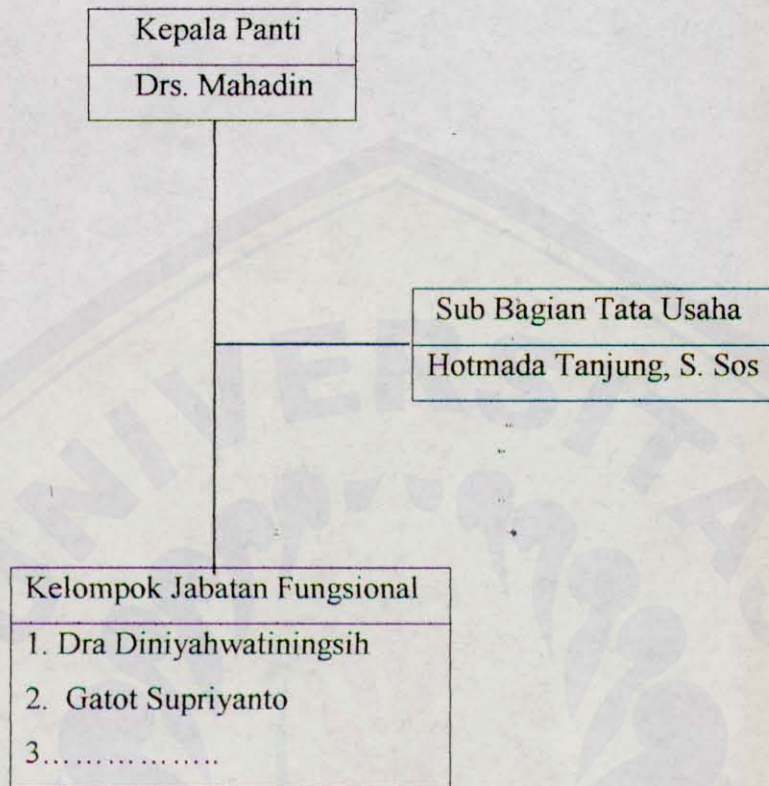 Kepala Panti
Drs. Mahadin
Sub Bagian Tata Usaha
Hotmada Tanjung, S. Sos
Kelompok Jabatan Fungsional
1. Dra Diniyahwatiningsih
2. Gatot Supriyanto
3................
UNIVERSITAS